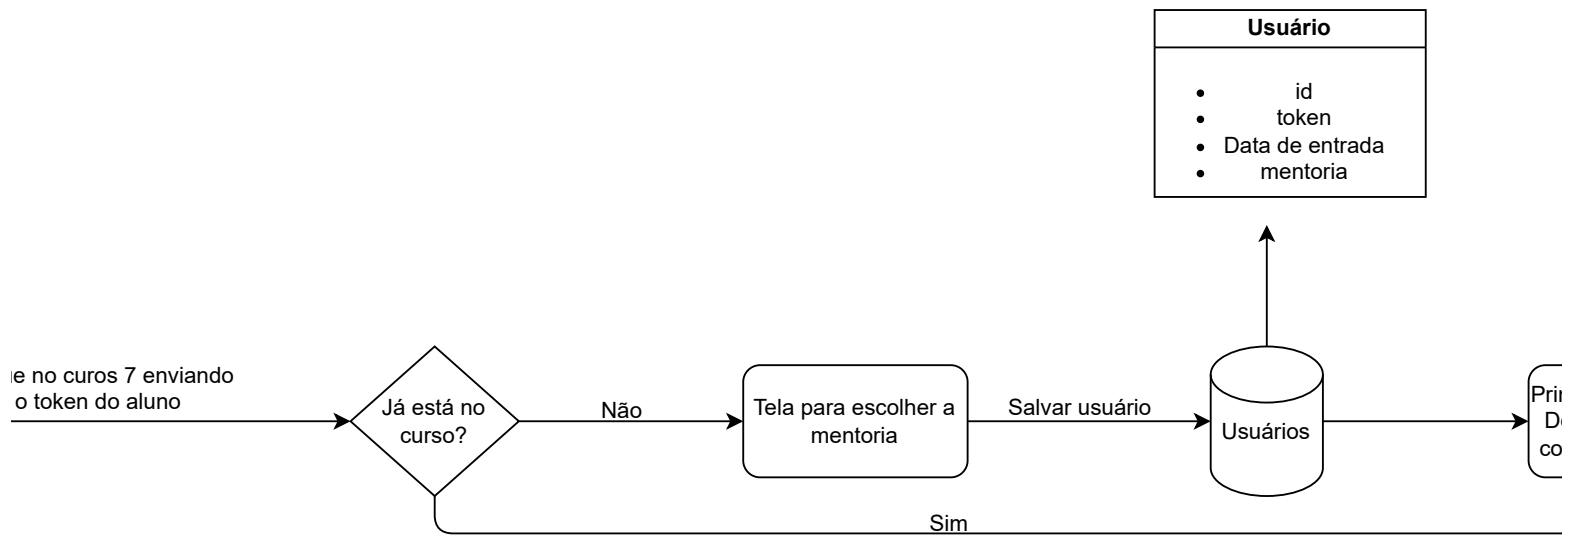 Usuário
id
token
Data de entrada
mentoria
no curos 7 enviando
o token do aluno
Já está no
curso?
Não
Tela para escolher a
mentoria
Salvar usuário
Usuários
Sim